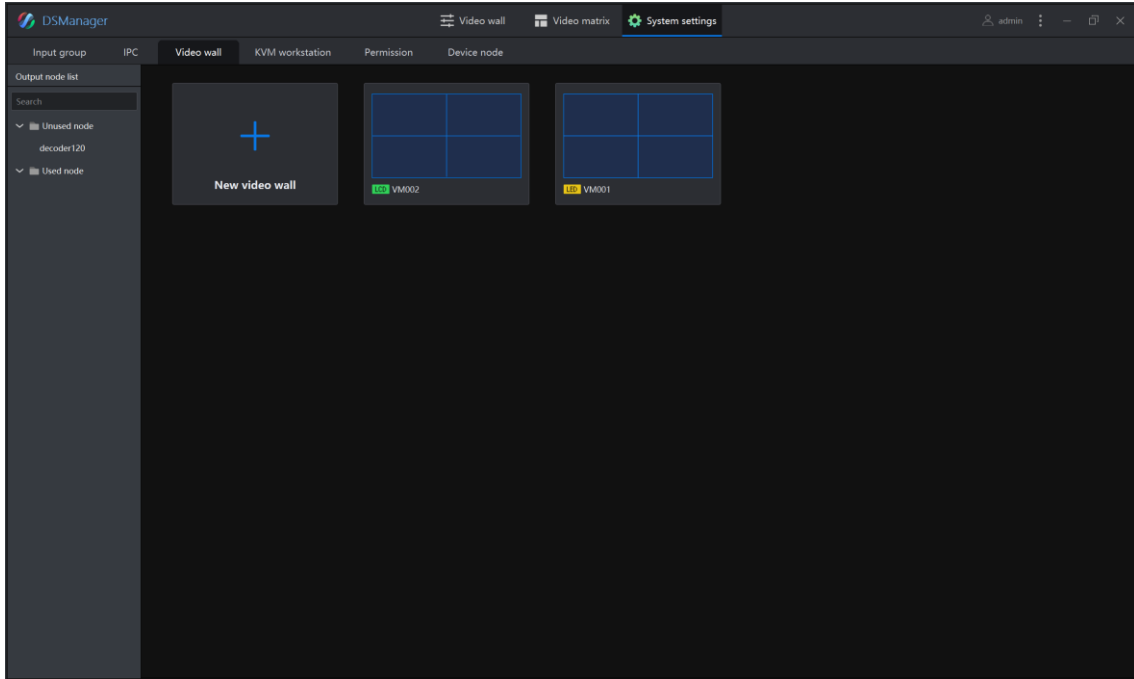 DSManager
Video wall Video matrix System settings
admin
Input group IPC Video wall KVM workstation Permission Device node
Output node list
Search
Unused node
decoder120
Used node
New video wall
LCD VM002
LED VM001